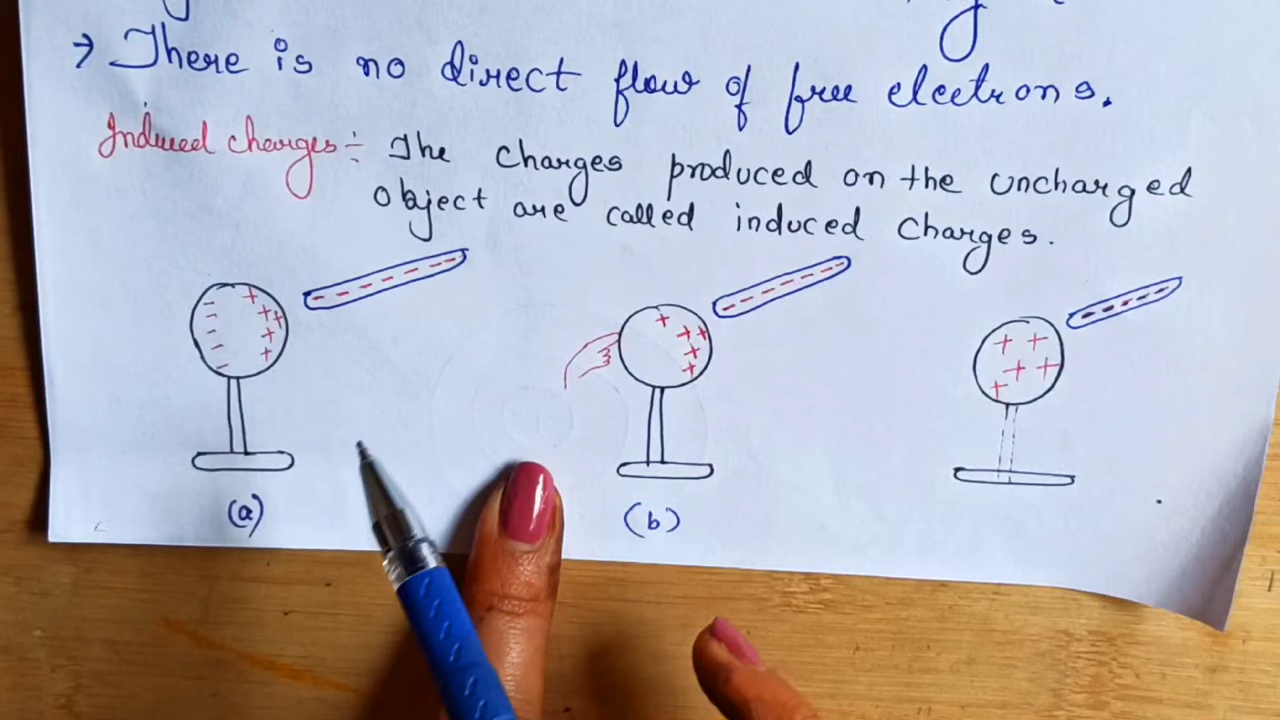 → There is no direct flow of free electrons.
Induced charges÷ The charges produced on the uncharged
object are called induced charges.
(a) (b)